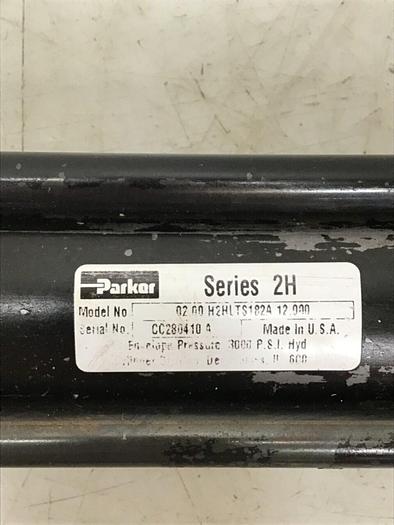 Parker Series 2H
Model No 02.00 H2HLTS182A 12.000
Serial No. CC280410 A Made In U.S.A.
Envelope Pressure 3000 P.S.I. Hyd